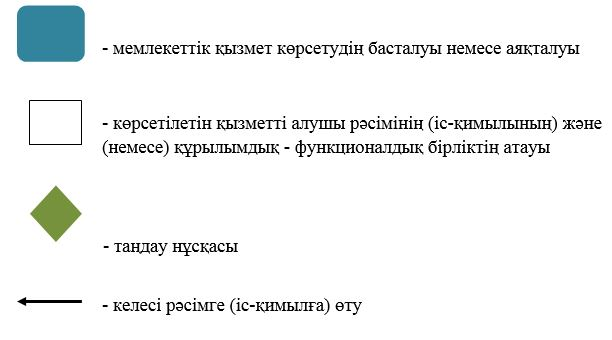 - мемлекеттік қызмет көрсетудің басталуы немесе аяқталуы
- көрсетілетін қызметті алушы рәсімінің (іс-қимылының) және
(немесе) құрылымдық - функционалдық бірліктің атауы
- таңдау нұсқасы
- келесі рәсімге (іс-қимылға) өту